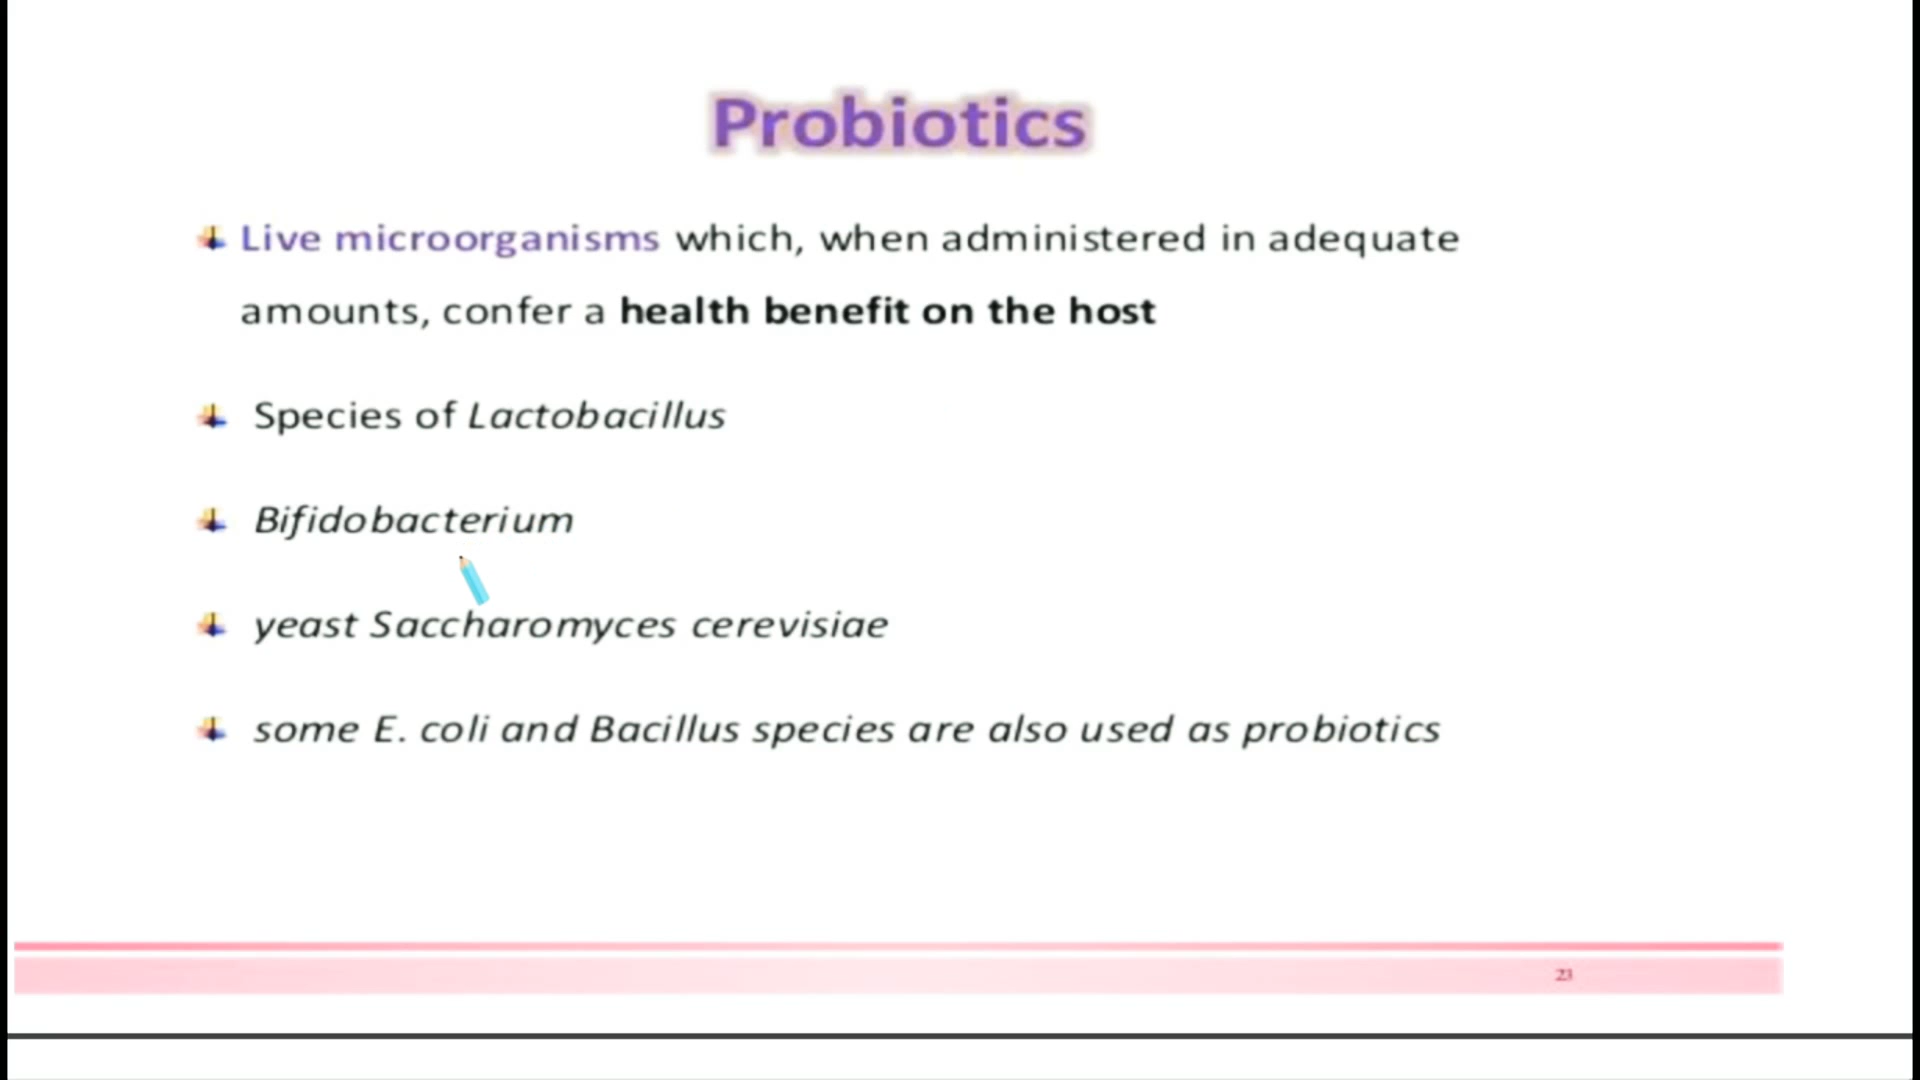 Probiotics
Live microorganisms which, when administered in adequate
amounts, confer a health benefit on the host
Species of Lactobacillus
Bifidobacterium
yeast Saccharomyces cerevisiae
some E. coli and Bacillus species are also used as probiotics
23